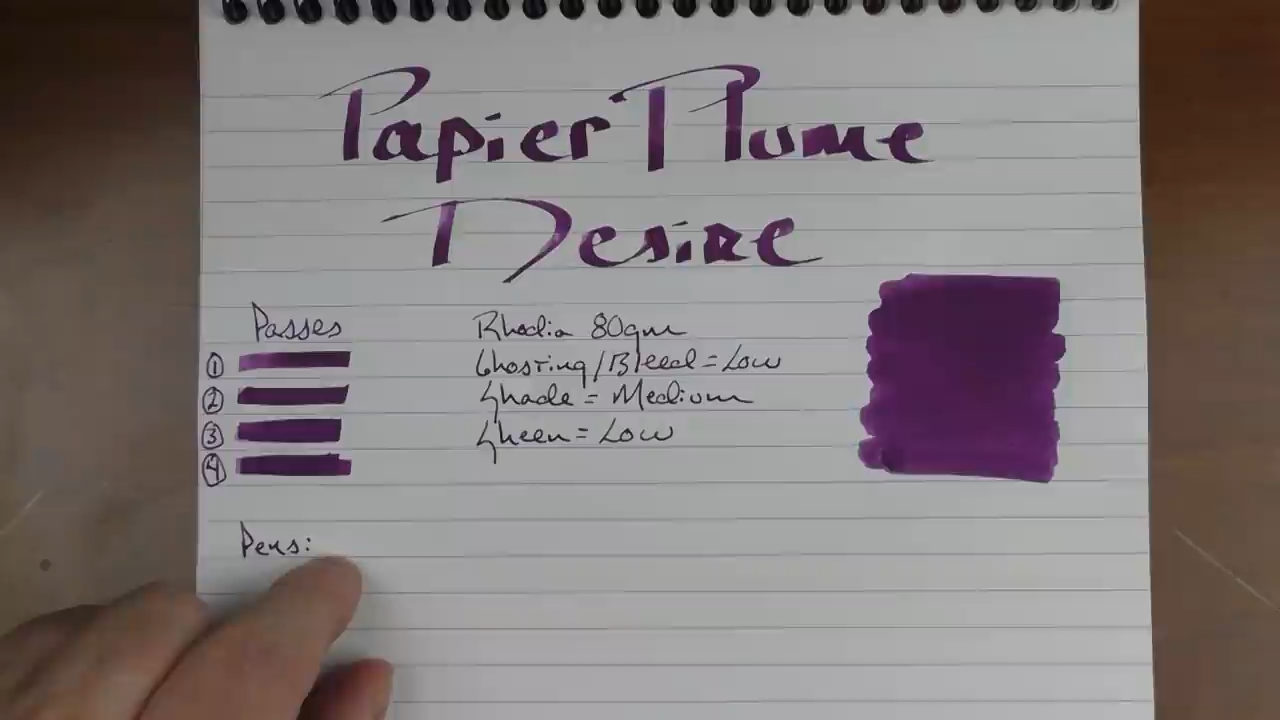 Papier Plume
Desire
Passes
Rhodia 80gm
① Ghosting/Bleed = Low
② Shade = Medium
③ Sheen = Low
④
Pens: